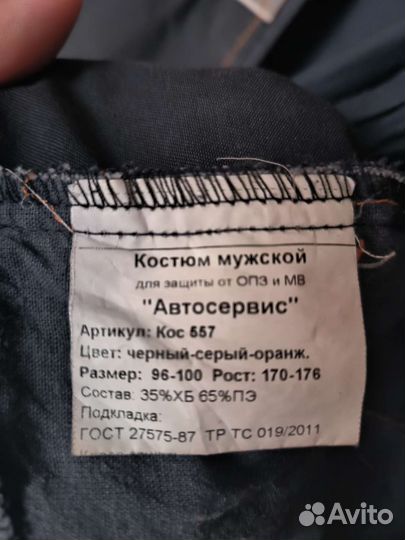 Костюм мужской
для защиты от ОПЗ и МВ
"Автосервис"
Артикул: Кос 557
Цвет: черный-серый-оранж.
Размер: 96-100 Рост: 170-176
Состав: 35%ХБ 65%ПЭ
Подкладка:
ГОСТ 27575-87 ТР ТС 019/2011
Avito